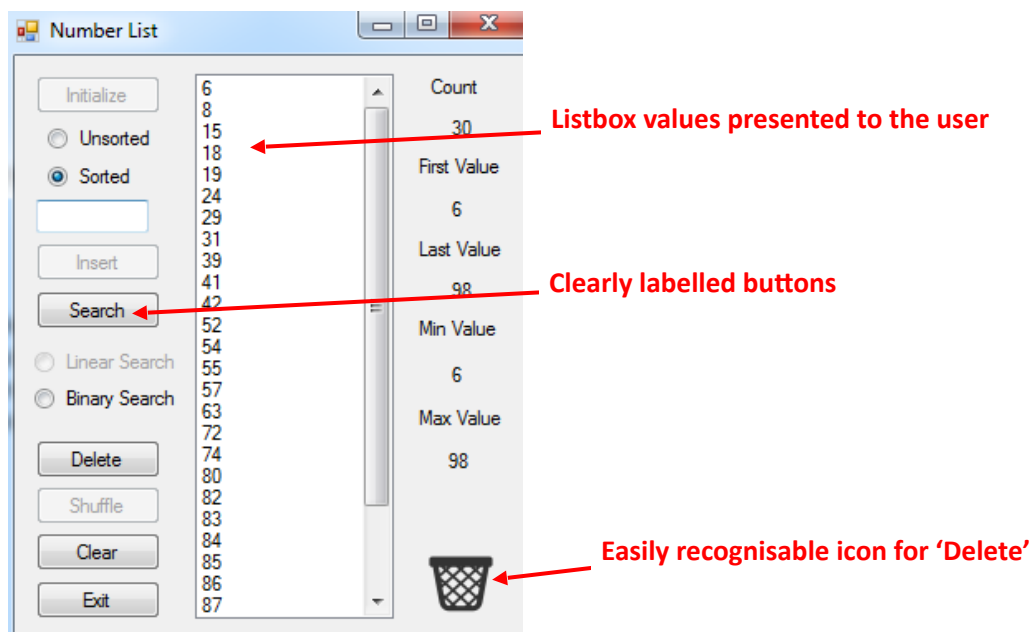 Number List
Initialize
Unsorted
Sorted
Insert
Search
Linear Search
Binary Search
Delete
Shuffle
Clear
Exit
6
8
15
18
19
24
29
31
39
41
42
52
54
55
57
63
72
74
80
82
83
84
85
86
87
Count
30
First Value
6
Last Value
98
Min Value
6
Max Value
98
Listbox values presented to the user
Clearly labelled buttons
Easily recognisable icon for ‘Delete’